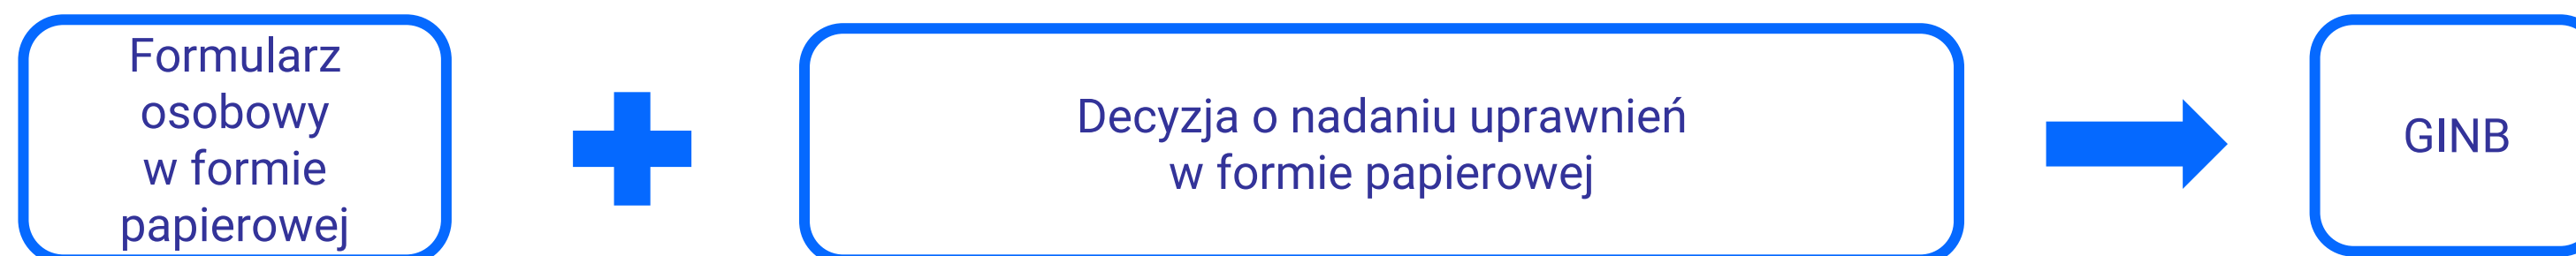 Formularz
osobowy
w formie
papierowej
Decyzja o nadaniu uprawnień
w formie papierowej
GINB